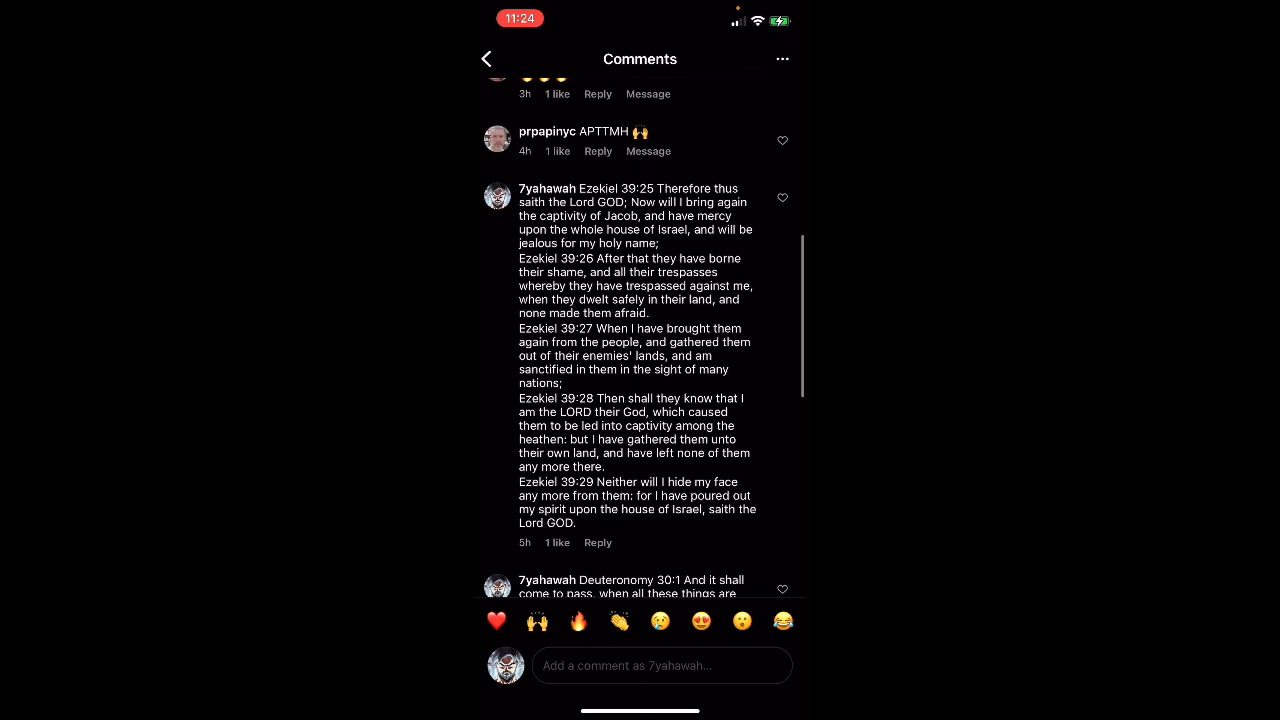 11:24
Comments
3h 1 like Reply Message
prpapinyc APTTMH 🙌
4h 1 like Reply Message
7yahawah Ezekiel 39:25 Therefore thus
saith the Lord GOD; Now will I bring again
the captivity of Jacob, and have mercy
upon the whole house of Israel, and will be
jealous for my holy name;
Ezekiel 39:26 After that they have borne
their shame, and all their trespasses
whereby they have trespassed against me,
when they dwelt safely in their land, and
none made them afraid.
Ezekiel 39:27 When I have brought them
again from the people, and gathered them
out of their enemies' lands, and am
sanctified in them in the sight of many
nations;
Ezekiel 39:28 Then shall they know that I
am the LORD their God, which caused
them to be led into captivity among the
heathen: but I have gathered them unto
their own land, and have left none of them
any more there.
Ezekiel 39:29 Neither will I hide my face
any more from them: for I have poured out
my spirit upon the house of Israel, saith the
Lord GOD.
5h 1 like Reply
7yahawah Deuteronomy 30:1 And it shall
come to pass, when all these things are
Add a comment as 7yahawah...